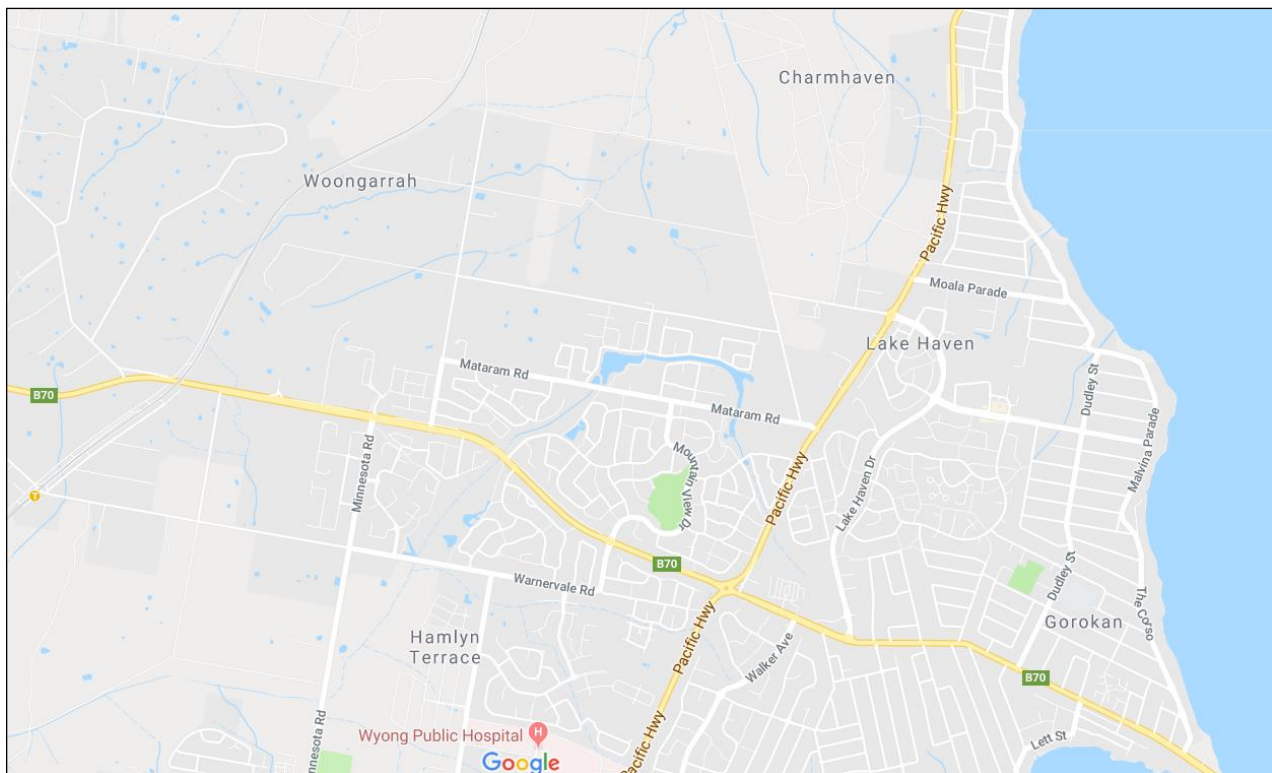 Charmhaven
Woongarrah
Pacific Hwy
Moala Parade
Lake Haven
Mataram Rd
Dudley St
B70
Mataram Rd
Malvina Parade
Minnesota Rd
Mountain View Dr
Lake Haven Dr
Pacific Hwy
T
B70
Dudley St
Warnervale Rd
The Corso
Gorokan
Hamlyn
Terrace
Pacific Hwy
Walker Ave
B70
Wyong Public Hospital
H
nnesota Rd
Lett St
Google
Pacific Hwy